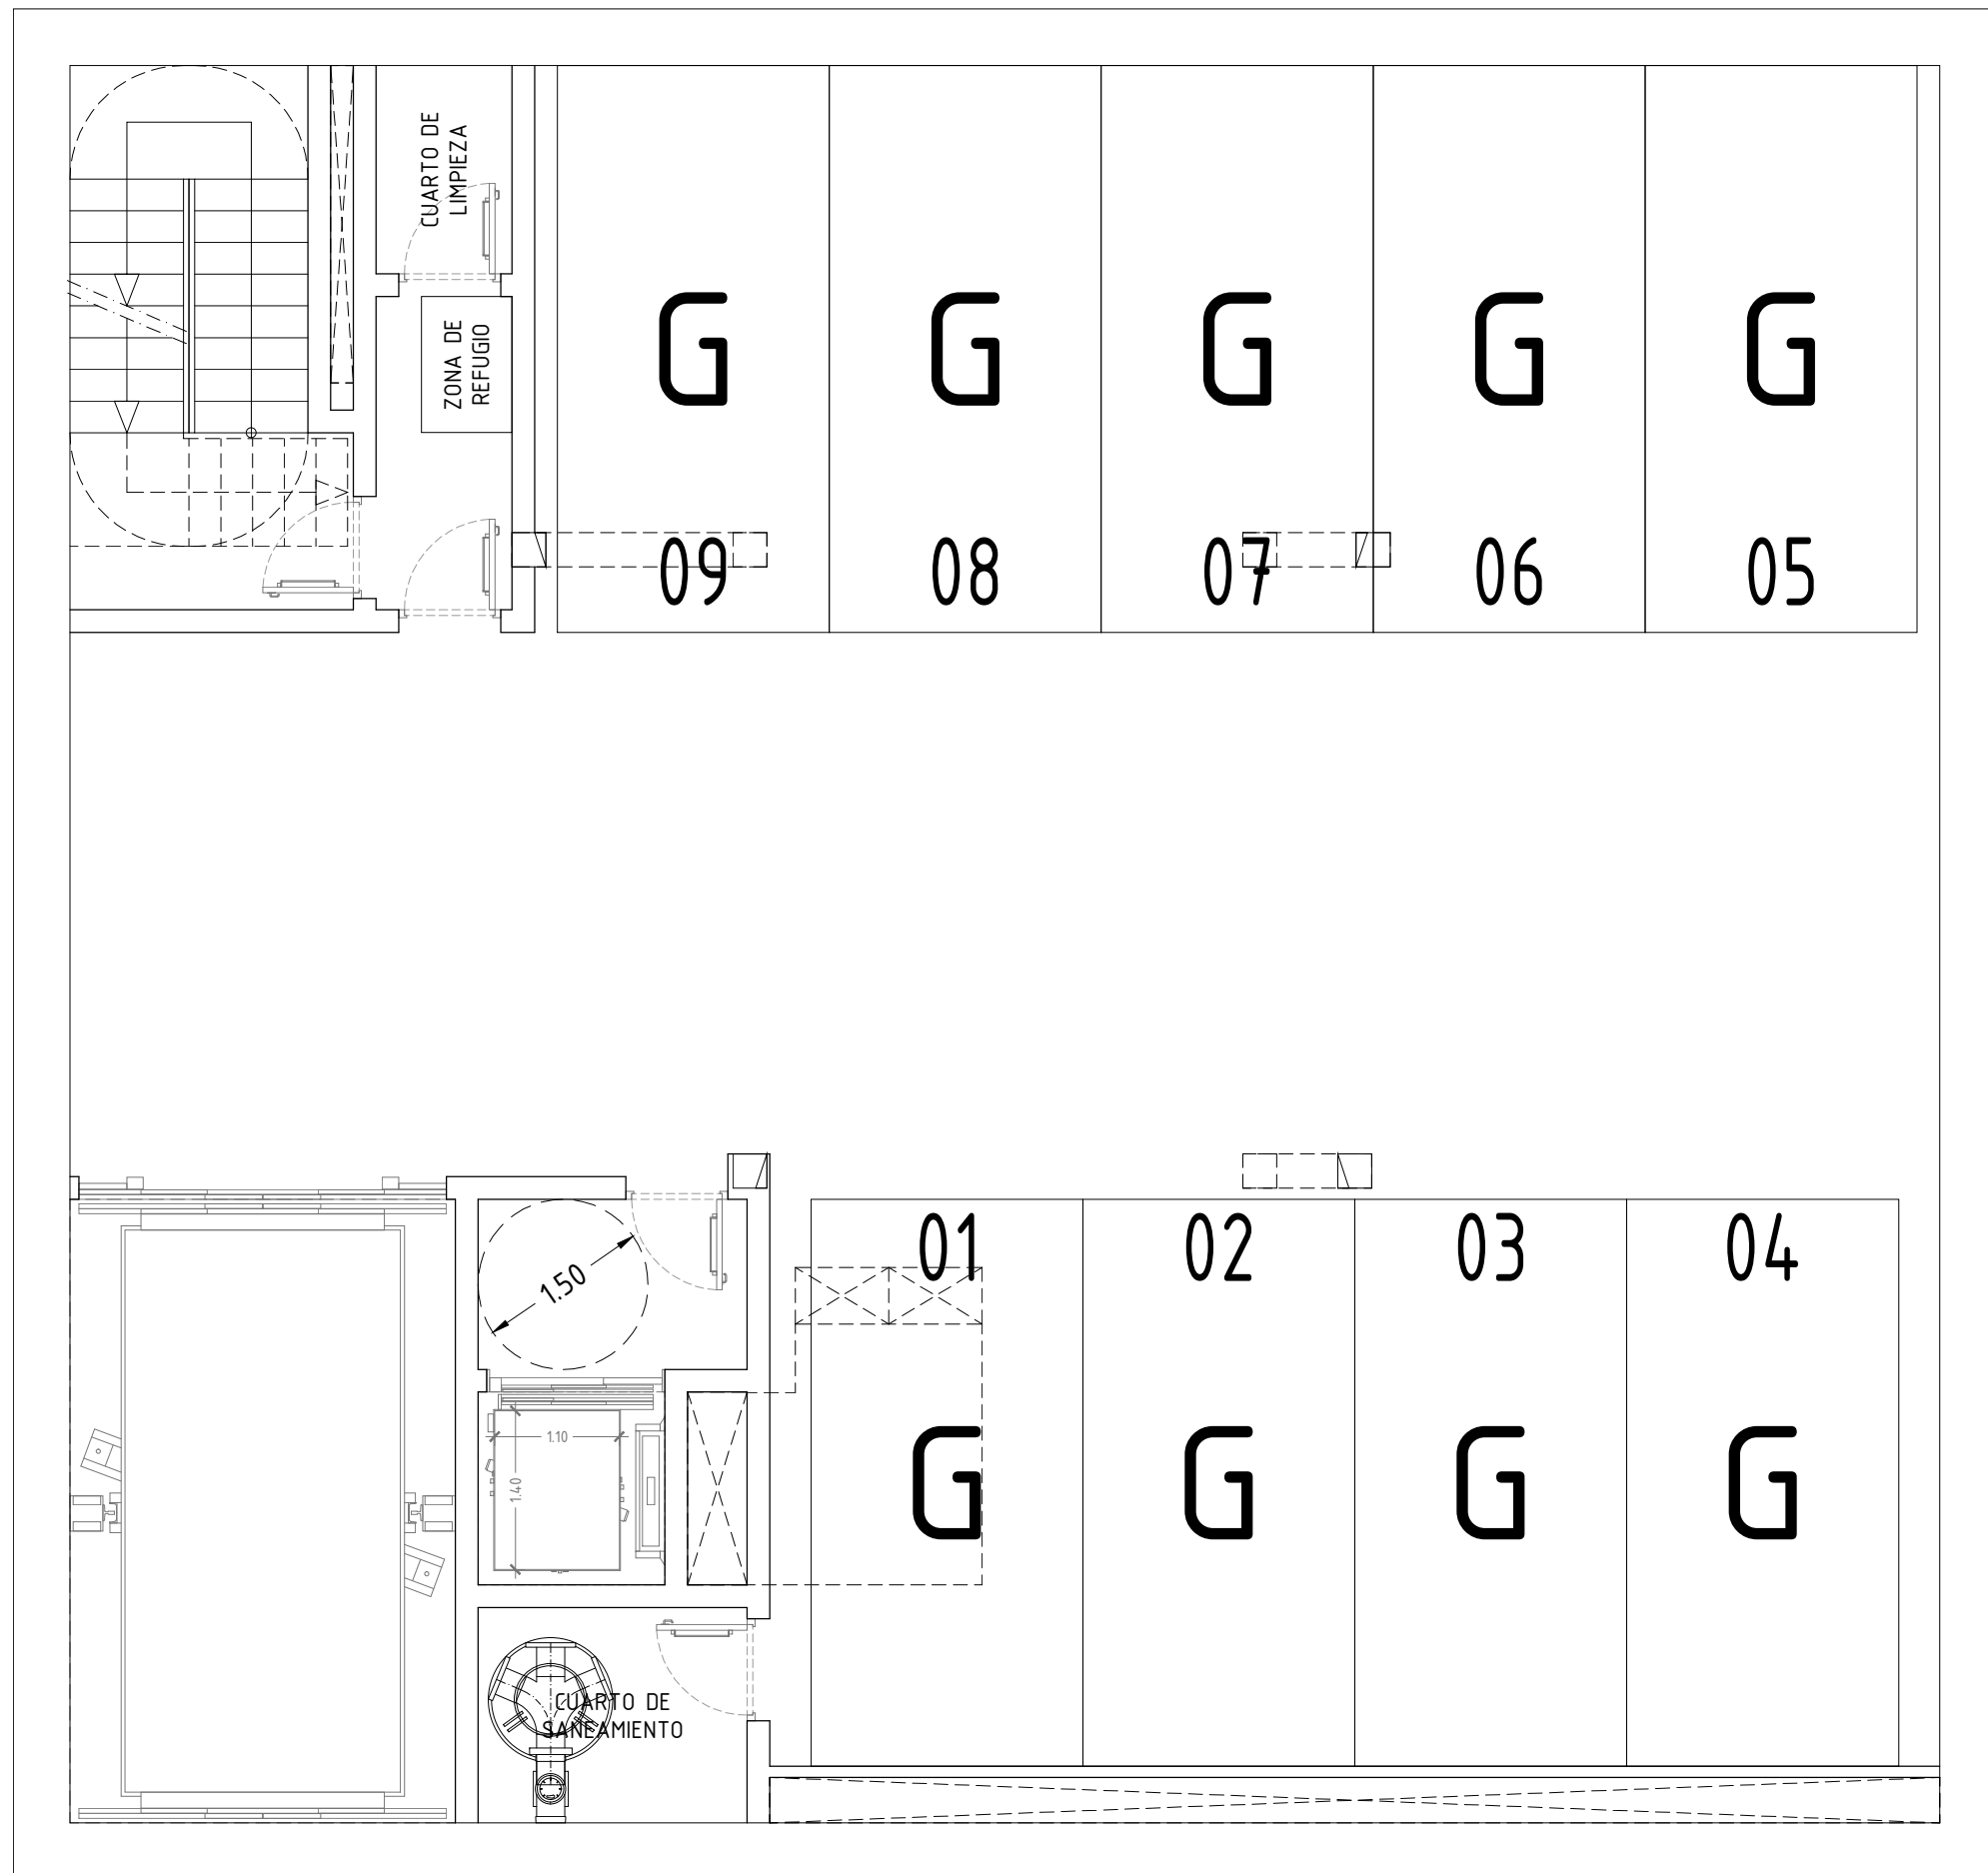 CUARTO DE
LIMPIEZA
ZONA DE
REFUGIO
G
G
G
G
G
09
08
07
06
05
01
02
03
04
1.50
1.10
1.40
G
G
G
G
CUARTO DE
SANEAMIENTO